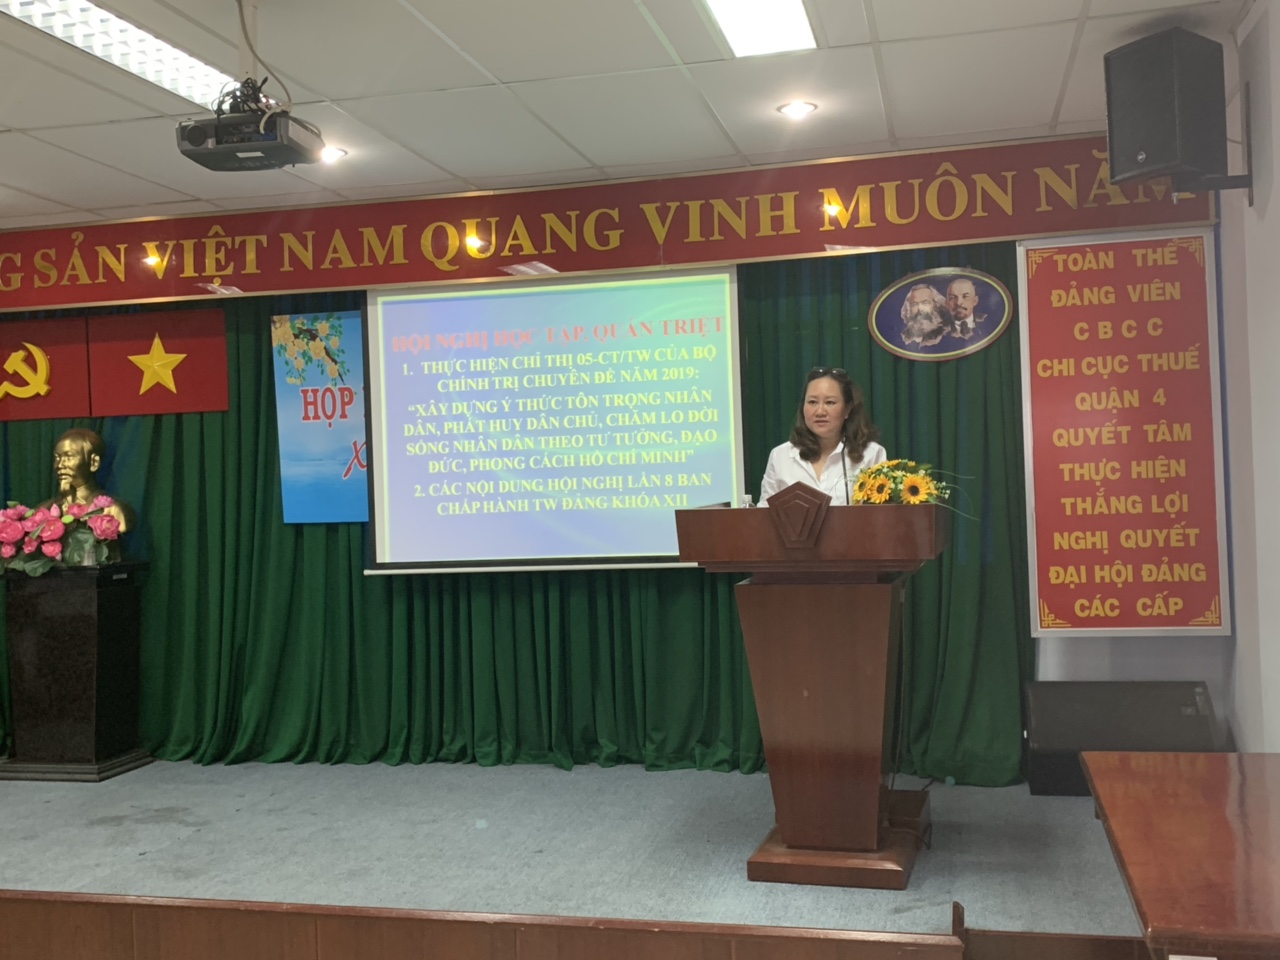 G SẢN VIỆT NAM QUANG VINH MUÔN NĂM
HỌP
X
HỘI NGHỊ HỌC TẬP, QUÁN TRIỆT
1. THỰC HIỆN CHỈ THỊ 05-CT/TW CỦA BỘ
CHÍNH TRỊ CHUYÊN ĐỀ NĂM 2019:
“XÂY DỰNG Ý THỨC TÔN TRỌNG NHÂN
DÂN, PHÁT HUY DÂN CHỦ, CHĂM LO ĐỜI
SỐNG NHÂN DÂN THEO TƯ TƯỞNG, ĐẠO
ĐỨC, PHONG CÁCH HỒ CHÍ MINH”
2. CÁC NỘI DUNG HỘI NGHỊ LẦN 8 BAN
CHẤP HÀNH TW ĐẢNG KHÓA XII
TOÀN THỂ
ĐẢNG VIÊN
C B C C
CHI CỤC THUẾ
QUẬN 4
QUYẾT TÂM
THỰC HIỆN
THẮNG LỢI
NGHỊ QUYẾT
ĐẠI HỘI ĐẢNG
CÁC CẤP